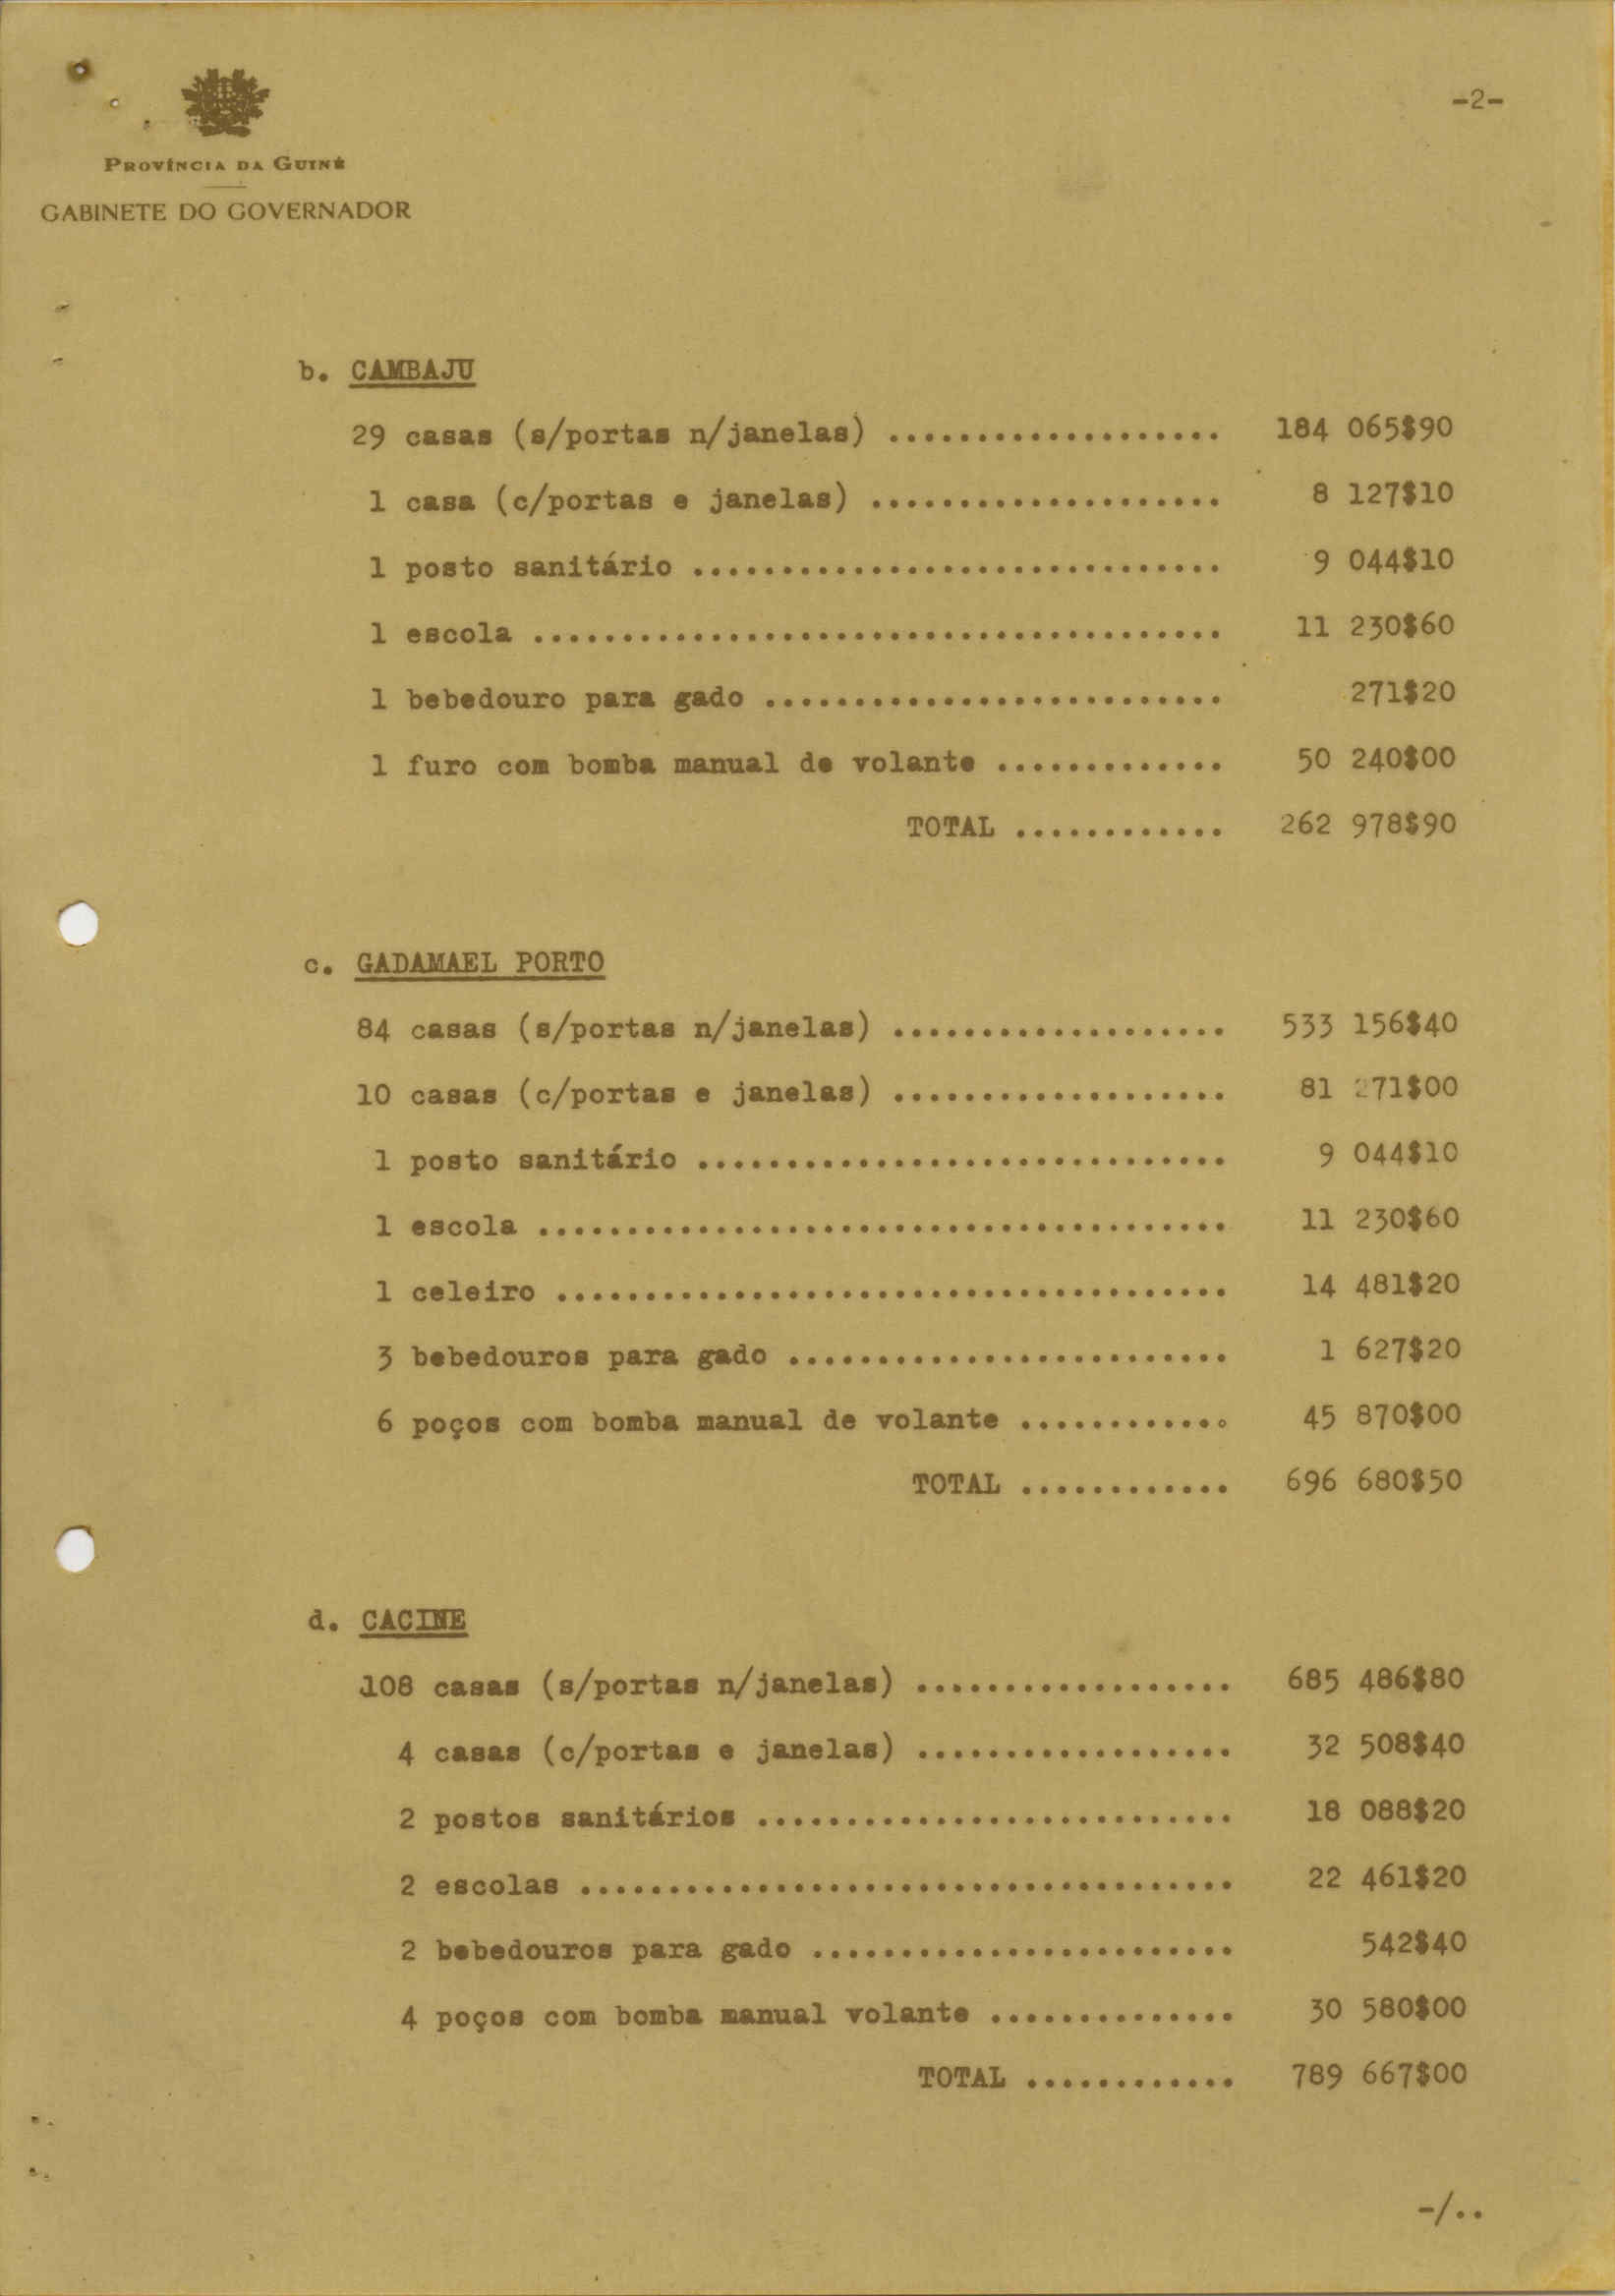 -2-
PROVÍNCIA DA GUINÉ
GABINETE DO GOVERNADOR
b. CAMBAJU
29 casas (s/portas n/janelas) ................... 184 065$90
1 casa (c/portas e janelas) .................... 8 127$10
1 posto sanitário .............................. 9 044$10
1 escola ....................................... 11 230$60
1 bebedouro para gado .......................... 271$20
1 furo com bomba manual de volante ............. 50 240$00
TOTAL ............ 262 978$90
c. GADAMAEL PORTO
84 casas (s/portas n/janelas) ................... 533 156$40
10 casas (c/portas e janelas) ................... 81 271$00
1 posto sanitário .............................. 9 044$10
1 escola ....................................... 11 230$60
1 celeiro ...................................... 14 481$20
3 bebedouros para gado ......................... 1 627$20
6 poços com bomba manual de volante ............ 45 870$00
TOTAL ............ 696 680$50
d. CACINE
108 casas (s/portas n/janelas) .................. 685 486$80
4 casas (c/portas e janelas) .................. 32 508$40
2 postos sanitários ........................... 18 088$20
2 escolas ..................................... 22 461$20
2 bebedouros para gado ........................ 542$40
4 poços com bomba manual volante .............. 30 580$00
TOTAL ............ 789 667$00
-/..